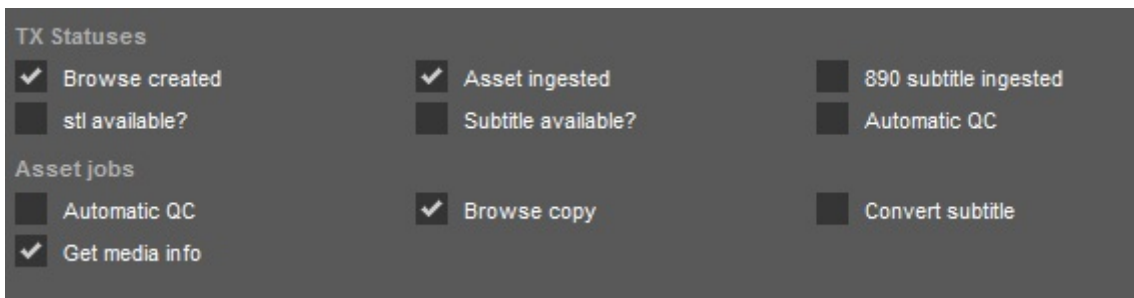 TX Statuses
Browse created Asset ingested 890 subtitle ingested
stl available? Subtitle available? Automatic QC
Asset jobs
Automatic QC Browse copy Convert subtitle
Get media info